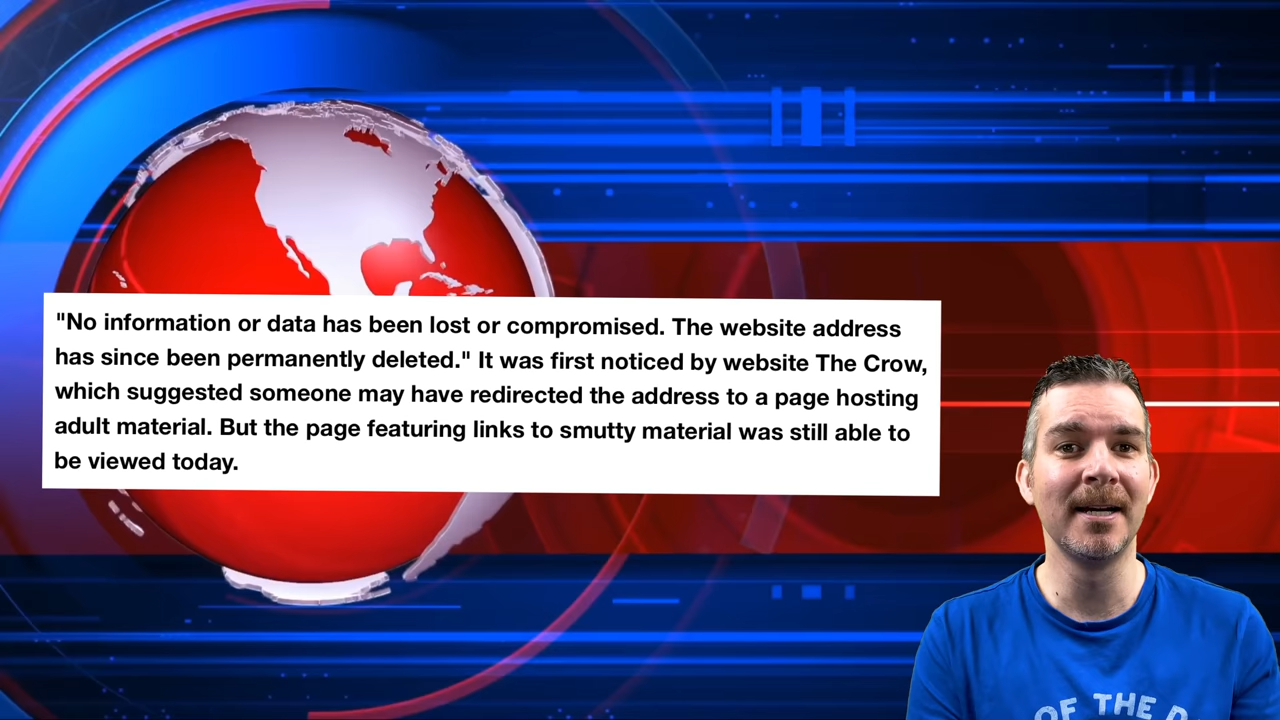 "No information or data has been lost or compromised. The website address
has since been permanently deleted." It was first noticed by website The Crow,
which suggested someone may have redirected the address to a page hosting
adult material. But the page featuring links to smutty material was still able to
be viewed today.
OF THE D